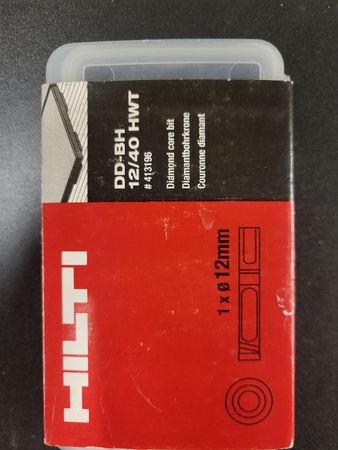 DD-BH
12/40 HWT
# 413196
Diamond core bit
Diamantbohrkrone
Couronne diamant
HILTI
1 x ø 12mm